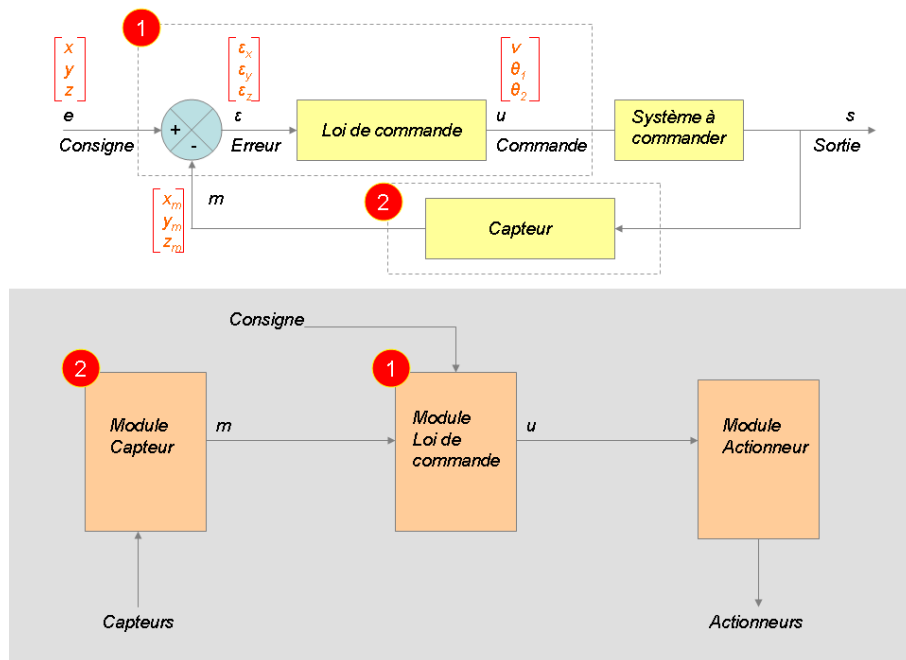 1
x
y
z
εx
εy
εz
v
θ1
θ2
e
Consigne
+
-
ε
Erreur
Loi de commande
u
Commande
Système à
commander
s
Sortie
xm
ym
zm
m
2
Capteur
Consigne
2
Module
Capteur
m
1
Module
Loi de
commande
u
Module
Actionneur
Capteurs
Actionneurs